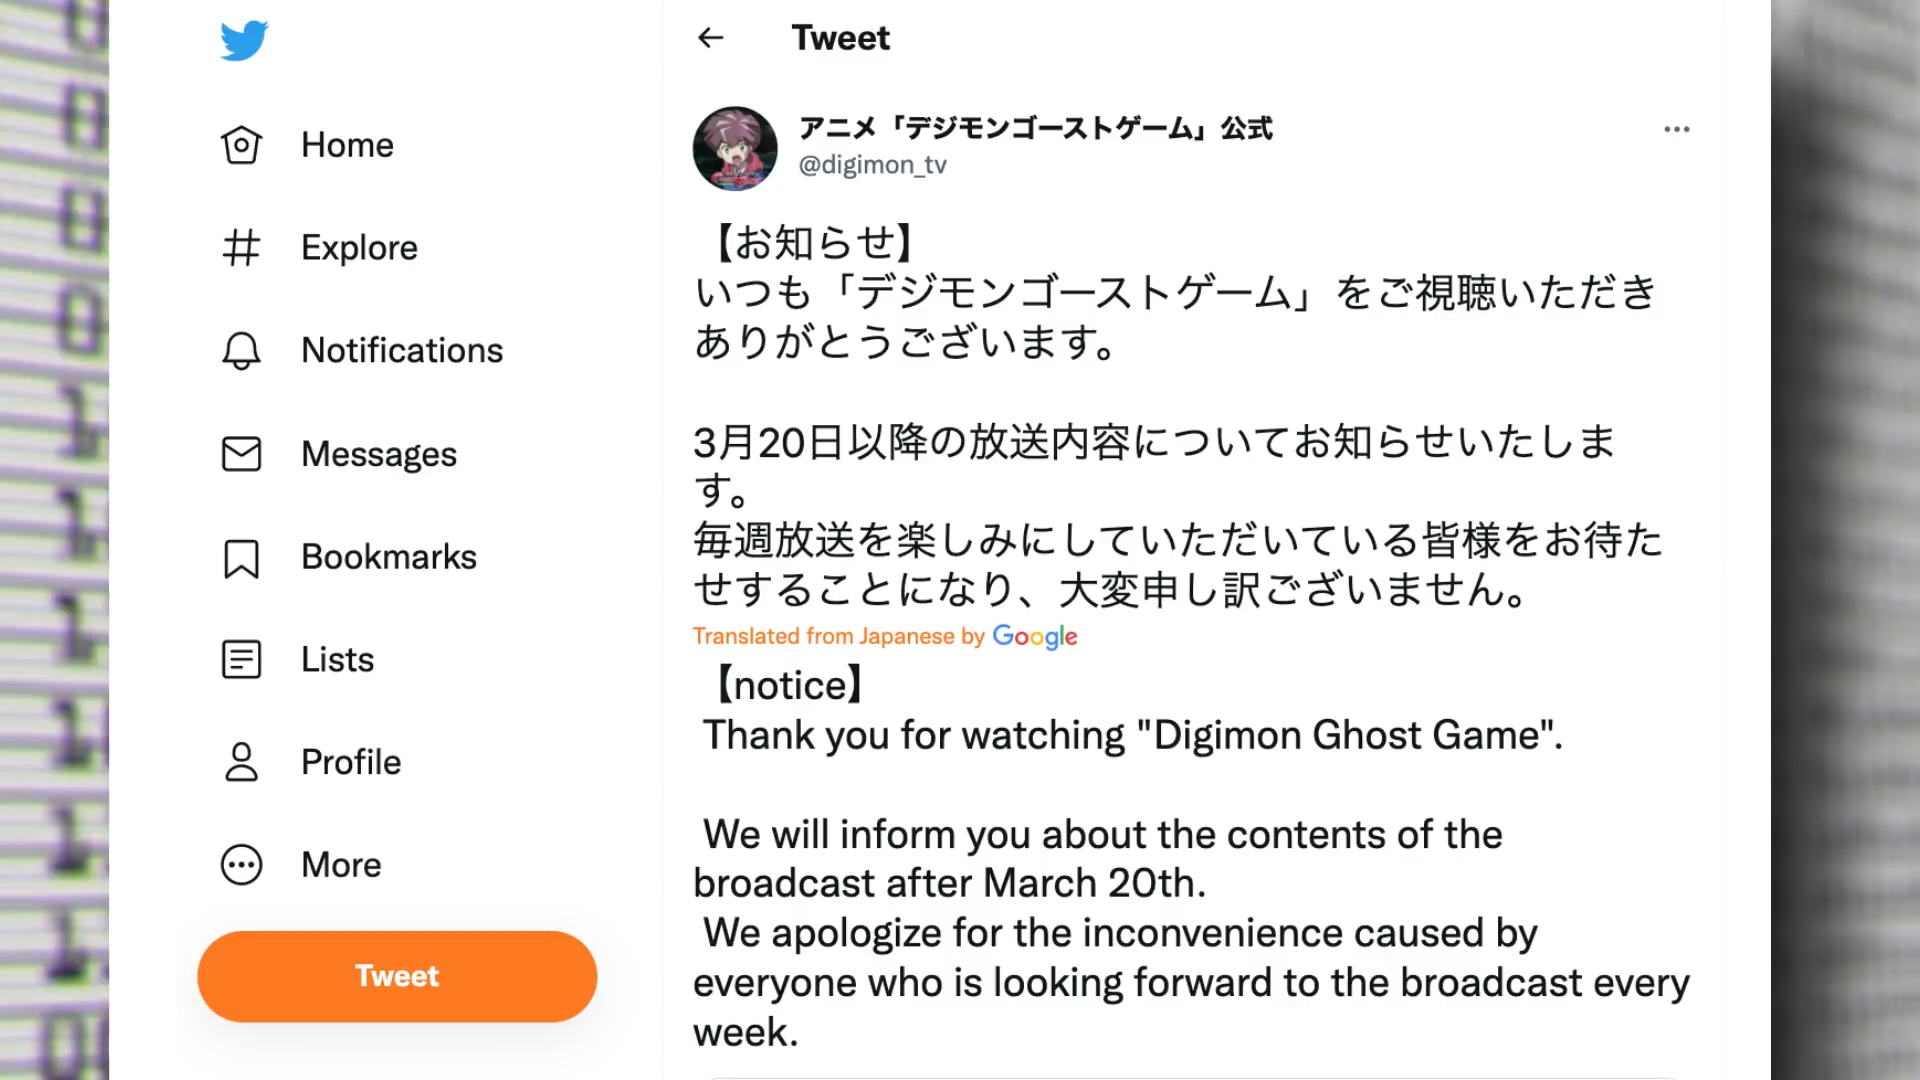 Tweet
アニメ「デジモンゴーストゲーム」公式
@digimon_tv
Home
Explore
Notifications
Messages
Bookmarks
Lists
Profile
More
Tweet
【お知らせ】
いつも「デジモンゴーストゲーム」をご視聴いただき
ありがとうございます。
3月20日以降の放送内容についてお知らせいたしま
す。
毎週放送を楽しみにしていただいている皆様をお待た
せすることになり、大変申し訳ございません。
Translated from Japanese by Google
【notice】
Thank you for watching "Digimon Ghost Game".
We will inform you about the contents of the
broadcast after March 20th.
We apologize for the inconvenience caused by
everyone who is looking forward to the broadcast every
week.